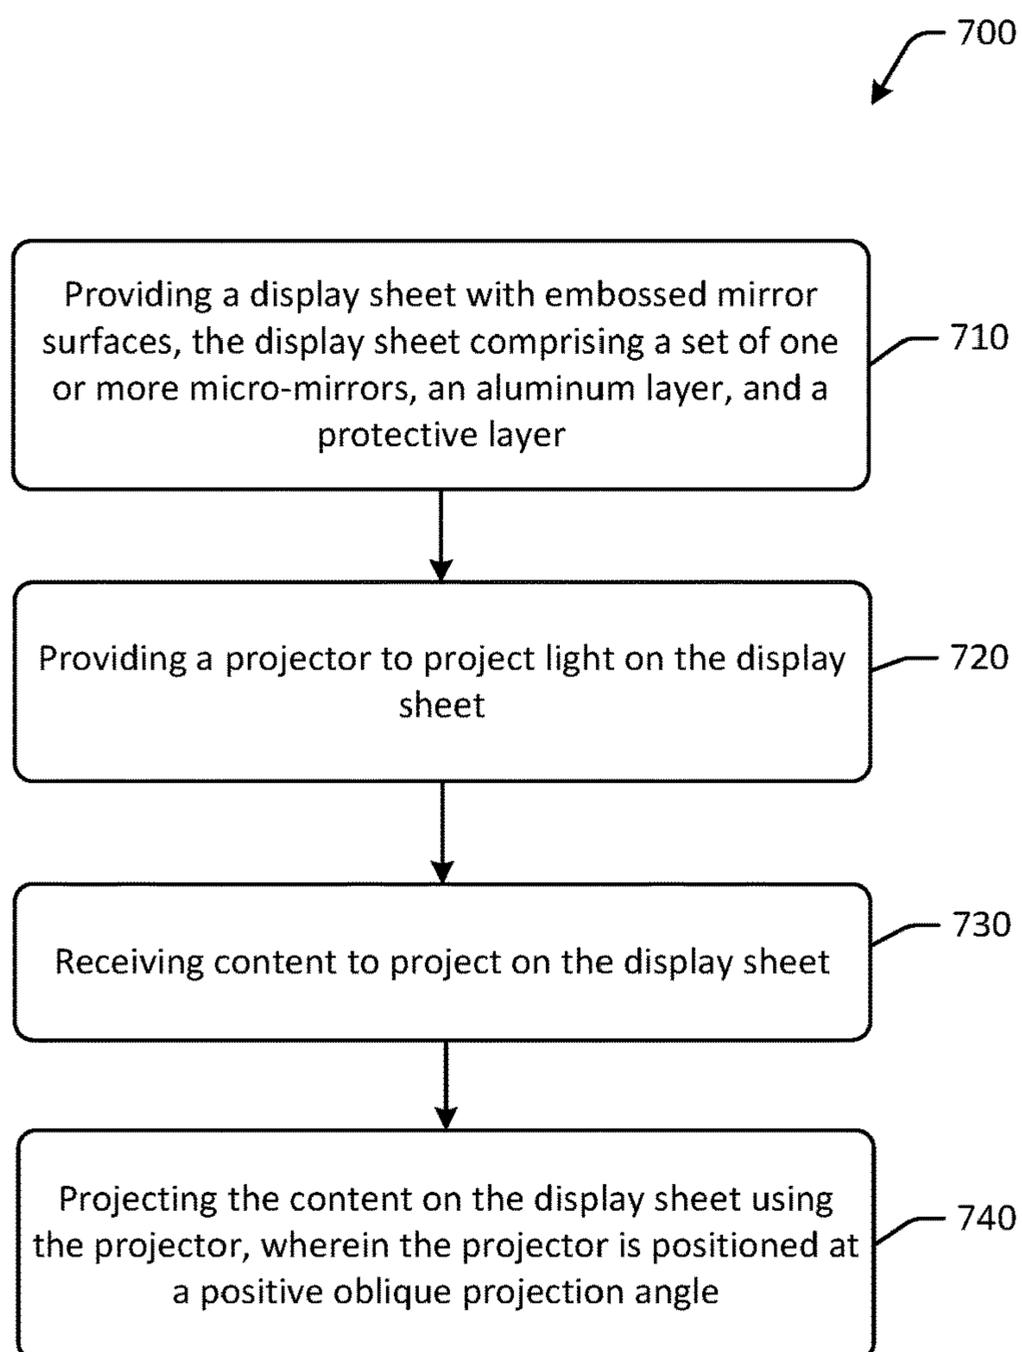 700
Providing a display sheet with embossed mirror
surfaces, the display sheet comprising a set of one
or more micro-mirrors, an aluminum layer, and a
protective layer
710
Providing a projector to project light on the display
sheet
720
Receiving content to project on the display sheet
730
Projecting the content on the display sheet using
the projector, wherein the projector is positioned at
a positive oblique projection angle
740